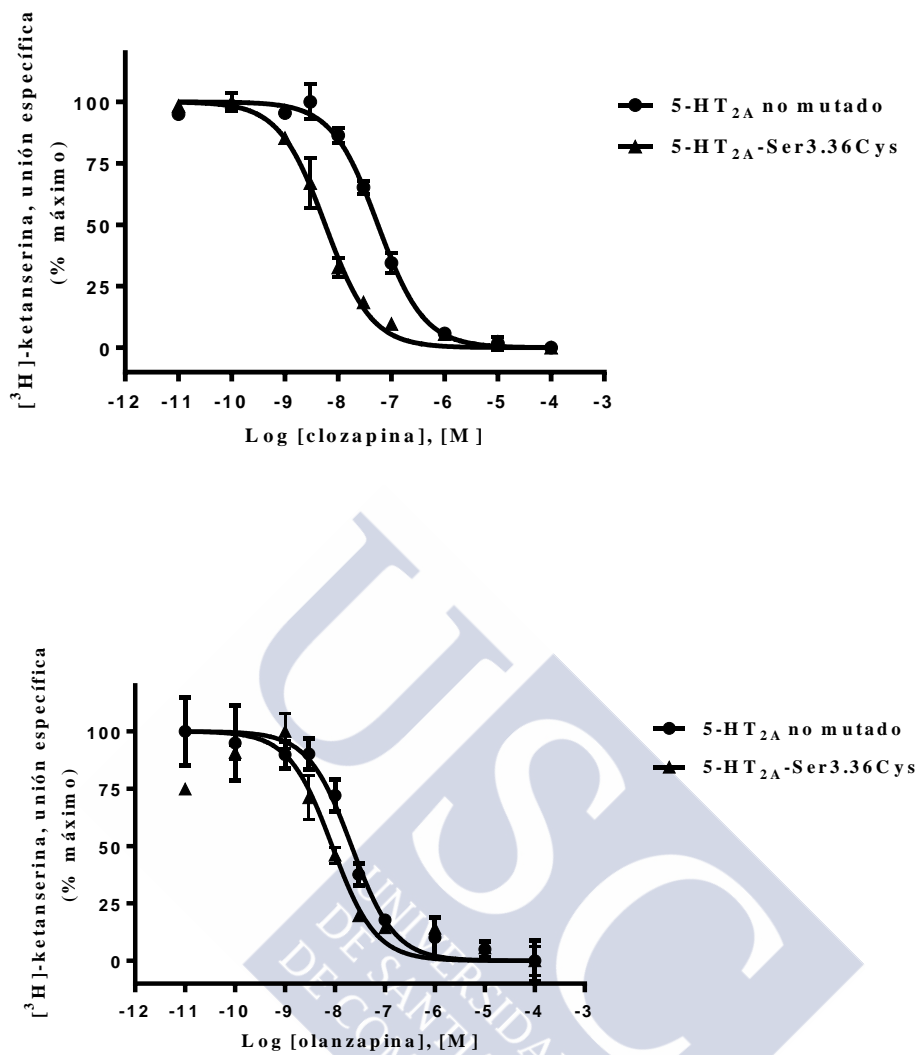 [³H]-ketanserina, unión específica
(% máximo)
100
75
50
25
0
-12 -11 -10 -9 -8 -7 -6 -5 -4 -3
Log [clozapina], [M]
5-HT₂A no mutado
5-HT₂A-Ser3.36Cys
[³H]-ketanserina, unión específica
(% máximo)
100
75
50
25
0
-12 -11 -10 -9 -8 -7 -6 -5 -4 -3
Log [olanzapina], [M]
5-HT₂A no mutado
5-HT₂A-Ser3.36Cys
USC